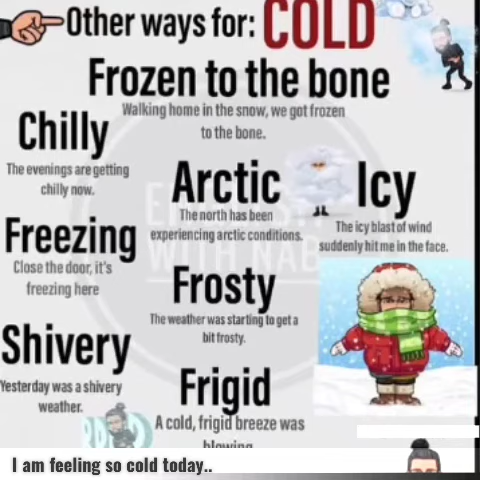 Other ways for: COLD
Frozen to the bone
Walking home in the snow, we got frozen
to the bone.
Chilly
The evenings are getting
chilly now.
Arctic
The north has been
experiencing arctic conditions.
Icy
The icy blast of wind
suddenly hit me in the face.
Freezing
Close the door, it's
freezing here
Frosty
The weather was starting to get a
bit frosty.
Shivery
Yesterday was a shivery
weather.
Frigid
A cold, frigid breeze was
blowing
I am feeling so cold today..